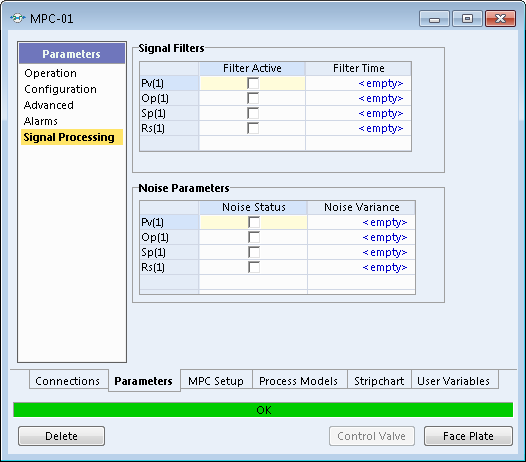 MPC-01
Parameters
Operation
Configuration
Advanced
Alarms
Signal Processing
Signal Filters
Filter Active Filter Time
Pv(1) <empty>
Op(1) <empty>
Sp(1) <empty>
Rs(1) <empty>
Noise Parameters
Noise Status Noise Variance
Pv(1) <empty>
Op(1) <empty>
Sp(1) <empty>
Rs(1) <empty>
Connections Parameters MPC Setup Process Models Stripchart User Variables
OK
Delete Control Valve Face Plate